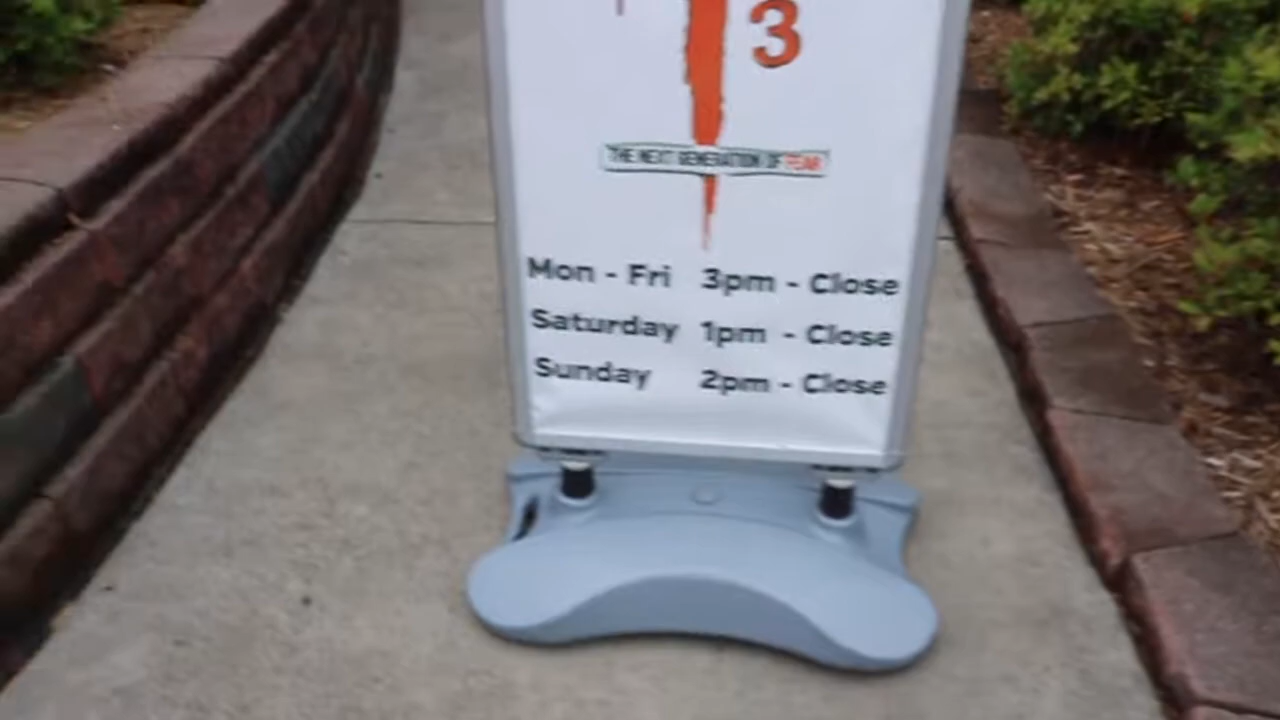 3
THE NEXT GENERATION OF FEAR
Mon - Fri 3pm - Close
Saturday 1pm - Close
Sunday 2pm - Close